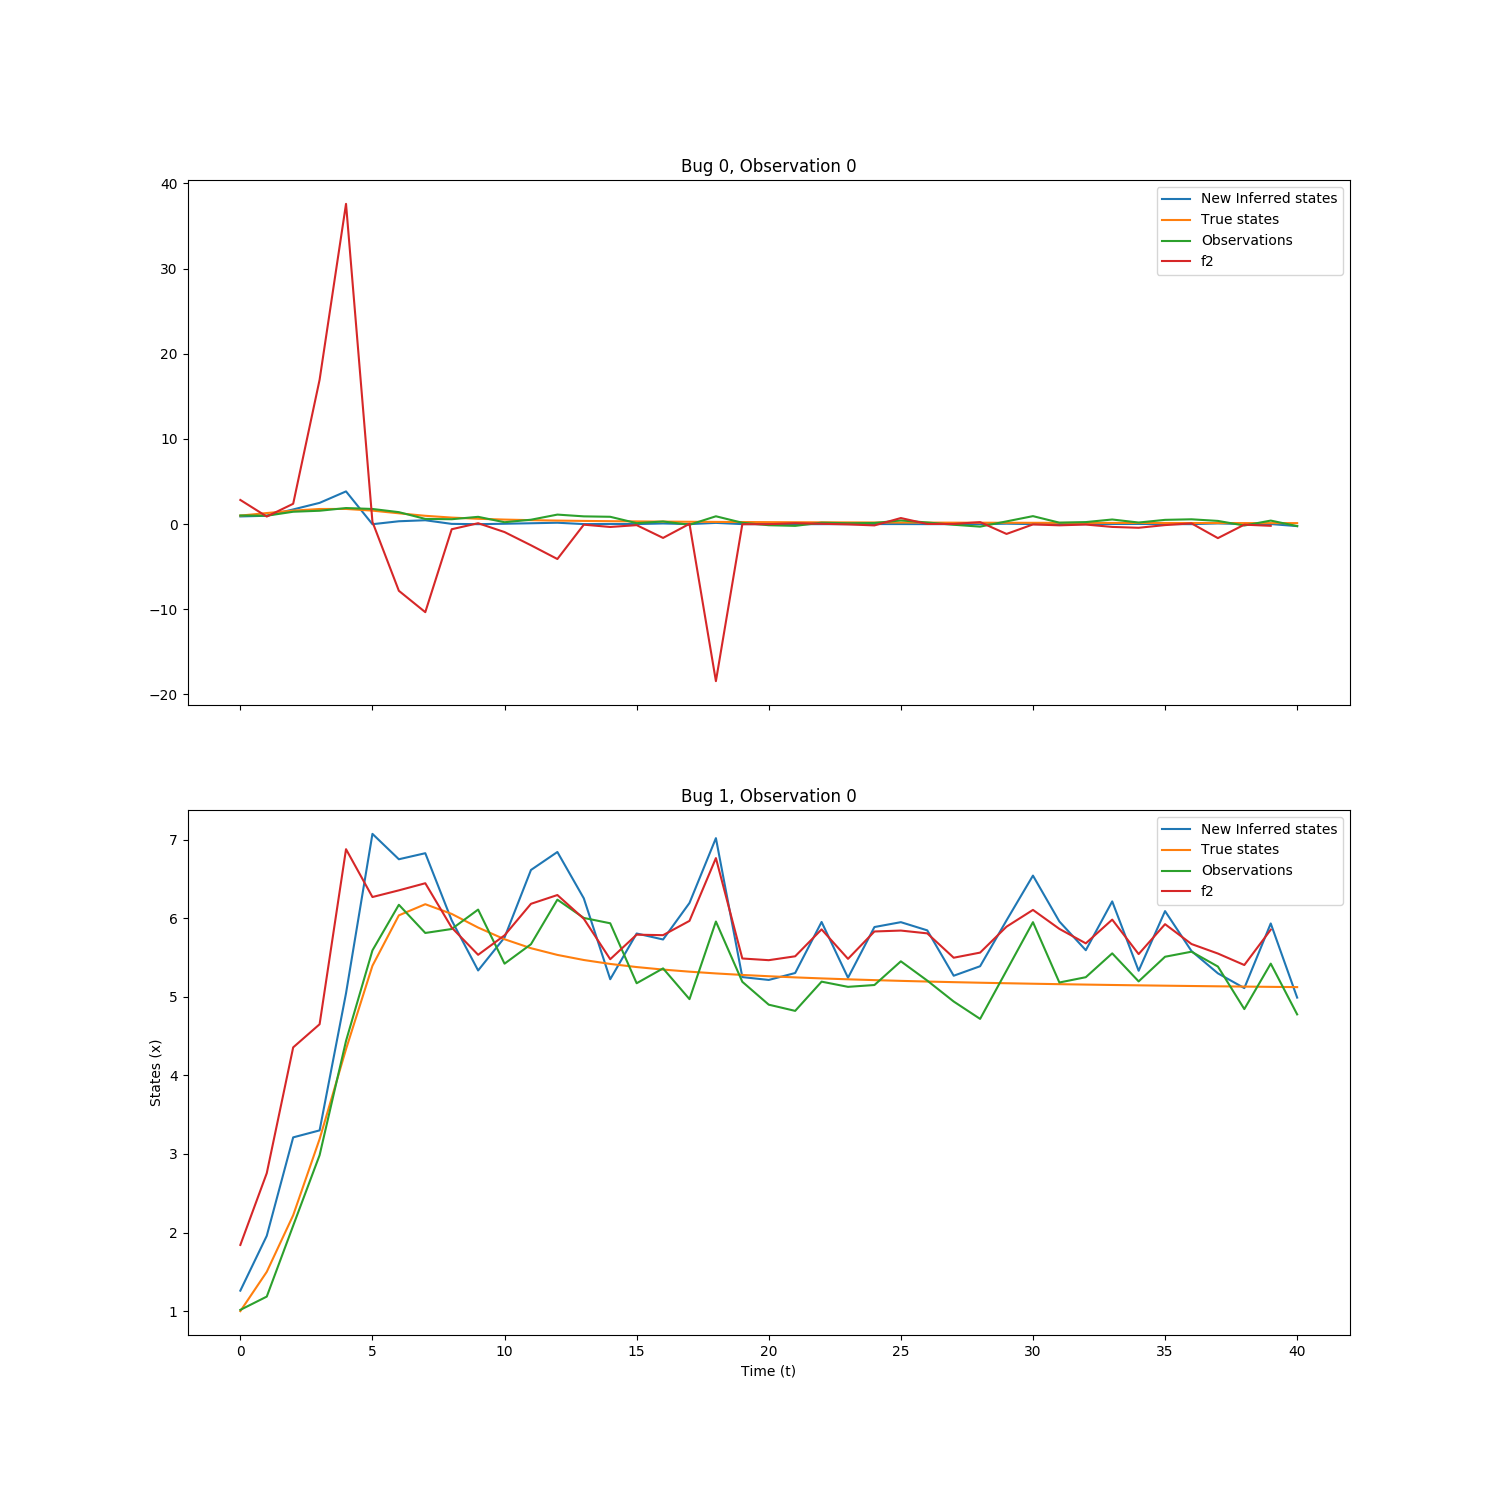 Bug 0, Observation 0
40
30
20
10
0
−10
−20
New Inferred states
True states
Observations
f2
Bug 1, Observation 0
7
6
5
4
3
2
1
States (x)
New Inferred states
True states
Observations
f2
0 5 10 15 20 25 30 35 40
Time (t)